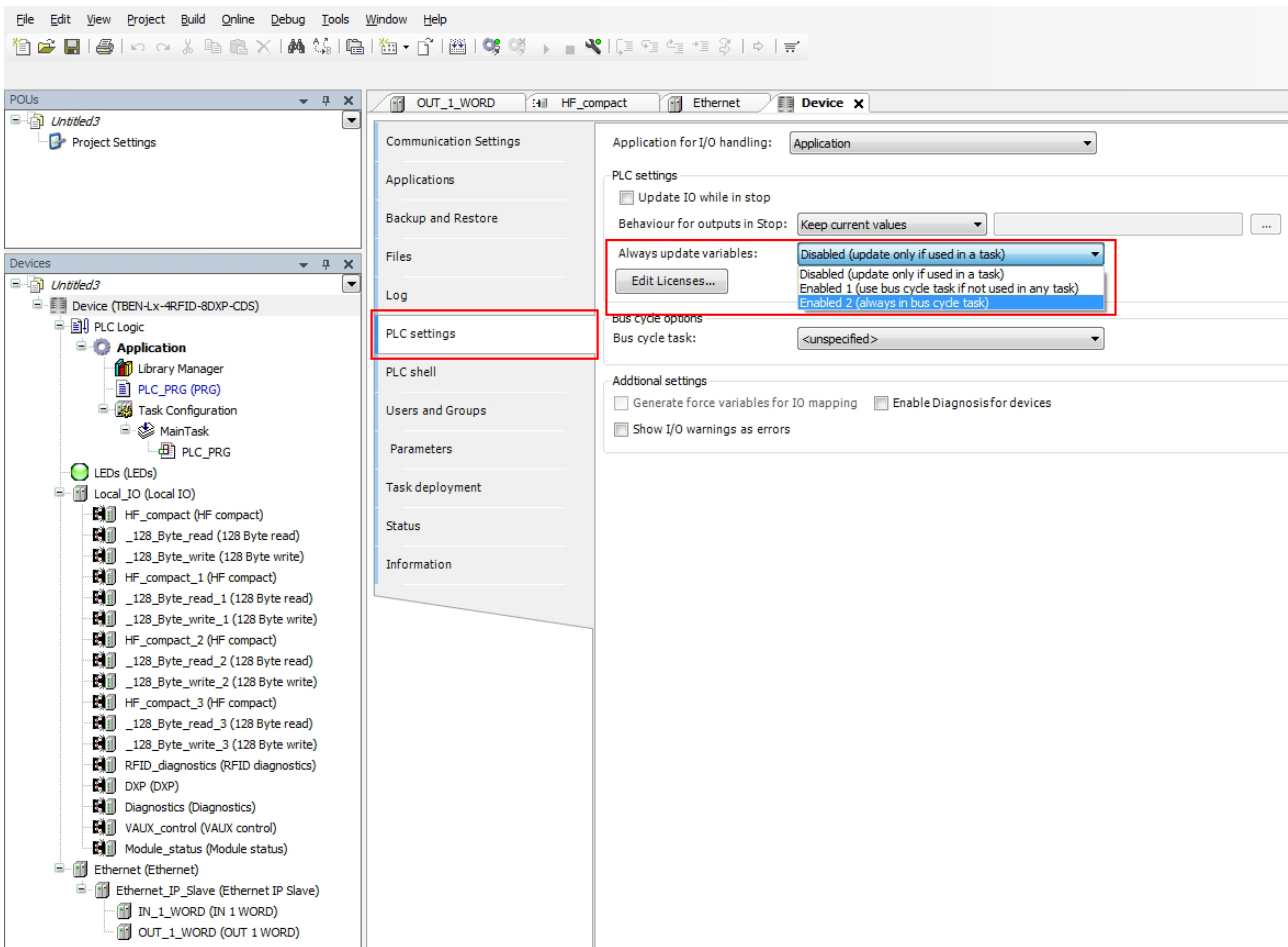 File Edit View Project Build Online Debug Tools Window Help
POUs
Untitled3
Project Settings
Devices
Untitled3
Device (TBEN-Lx-4RFID-8DXP-CDS)
PLC Logic
Application
Library Manager
PLC_PRG (PRG)
Task Configuration
MainTask
PLC_PRG
LEDs (LEDs)
Local_IO (Local IO)
HF_compact (HF compact)
_128_Byte_read (128 Byte read)
_128_Byte_write (128 Byte write)
HF_compact_1 (HF compact)
_128_Byte_read_1 (128 Byte read)
_128_Byte_write_1 (128 Byte write)
HF_compact_2 (HF compact)
_128_Byte_read_2 (128 Byte read)
_128_Byte_write_2 (128 Byte write)
HF_compact_3 (HF compact)
_128_Byte_read_3 (128 Byte read)
_128_Byte_write_3 (128 Byte write)
RFID_diagnostics (RFID diagnostics)
DXP (DXP)
Diagnostics (Diagnostics)
VAUX_control (VAUX control)
Module_status (Module status)
Ethernet (Ethernet)
Ethernet_IP_Slave (Ethernet IP Slave)
IN_1_WORD (IN 1 WORD)
OUT_1_WORD (OUT 1 WORD)
OUT_1_WORD HF_compact Ethernet Device
Communication Settings
Applications
Backup and Restore
Files
Log
PLC settings
PLC shell
Users and Groups
Parameters
Task deployment
Status
Information
Application for I/O handling: Application
PLC settings
Update IO while in stop
Behaviour for outputs in Stop: Keep current values ...
Always update variables: Disabled (update only if used in a task)
Disabled (update only if used in a task)
Edit Licenses...
Enabled 1 (use bus cycle task if not used in any task)
Enabled 2 (always in bus cycle task)
Bus cycle options
Bus cycle task: <unspecified>
Addtional settings
Generate force variables for IO mapping Enable Diagnosis for devices
Show I/O warnings as errors